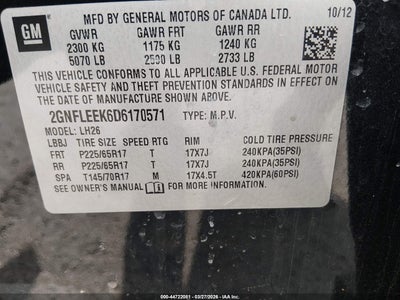 MFD BY GENERAL MOTORS OF CANADA LTD. 10/12
GM
GVWR GAWR FRT GAWR RR
2300 KG 1175 KG 1240 KG
5070 LB LB 2733 LB
THIS VEHICLE CONFORMS TO ALL APPLICABLE U.S. FEDERAL MOTOR
VEHICLE SAFETY AND THEFT PREVENTION STANDARDS IN EFFECT
ON THE DATE OF MANUFACTURE SHOWN ABOVE.
2GNFLEEK6D6170571 TYPE: M.P.V.
MODEL: LH26
LBBJ TIRE SIZE SPEED RTG RIM COLD TIRE PRESSURE
FRT P225/65R17 T 17X7J 240KPA(35PSI)
RR P225/65R17 T 17X7J 240KPA(35PSI)
SPA T145/70R17 M 17X4.5T 420KPA(60PSI)
SEE OWNER'S MANUAL FOR ADDITIONAL INFORMATION.
000-44722081 - 03/27/2026 - IAA, Inc